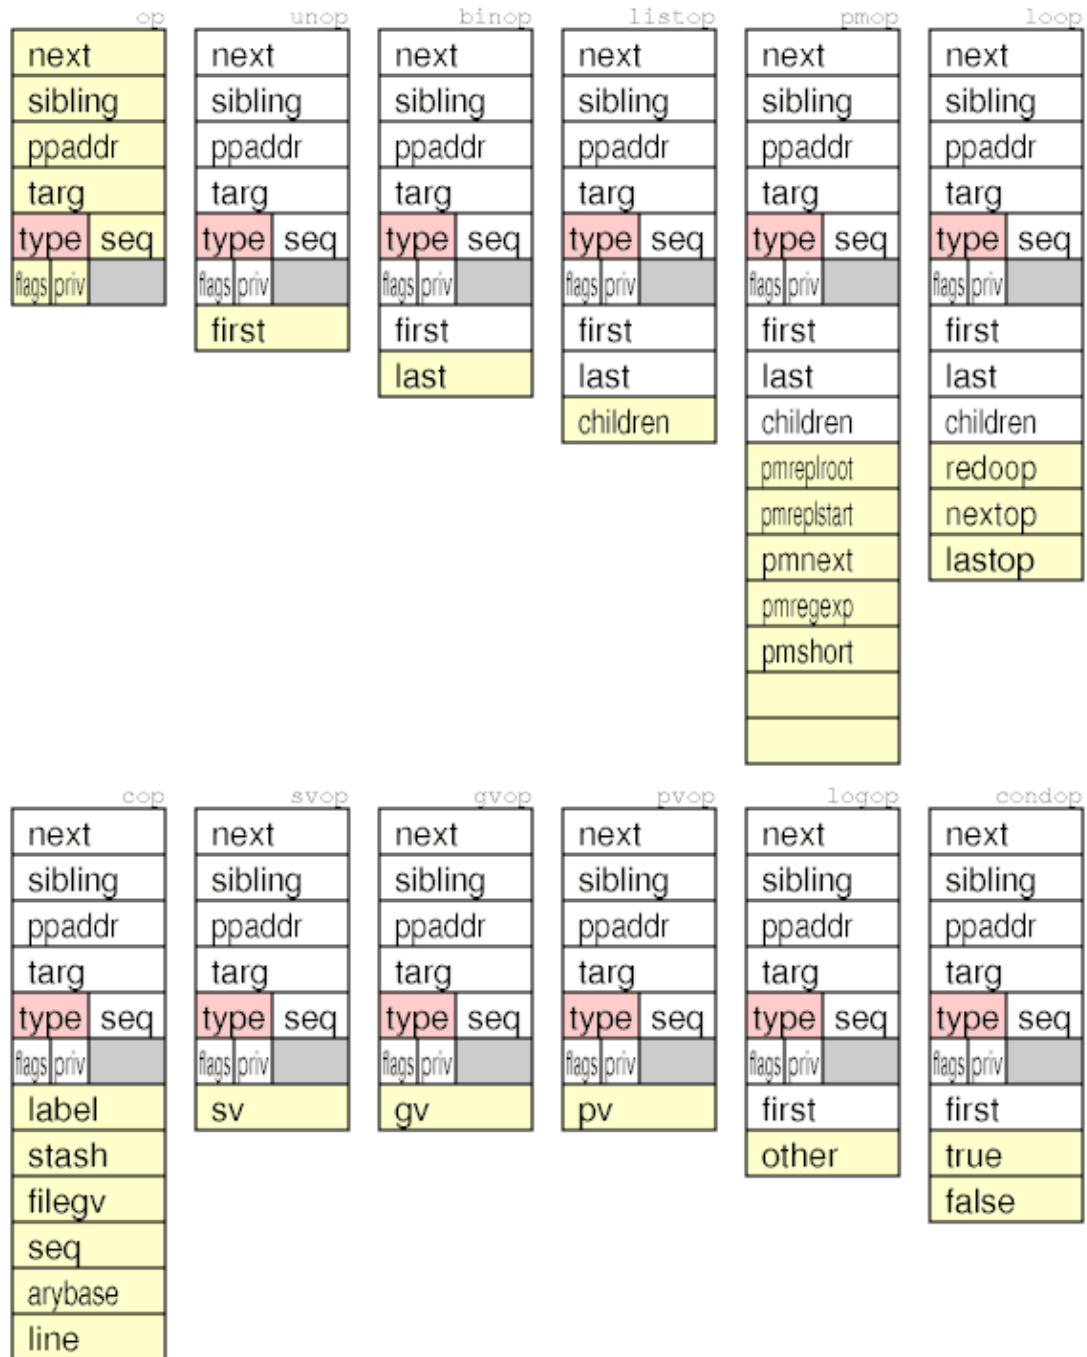 op unop binop listop pmop loop
next next next next next next
sibling sibling sibling sibling sibling sibling
ppaddr ppaddr ppaddr ppaddr ppaddr ppaddr
targ targ targ targ targ targ
type seq type seq type seq type seq type seq type seq
flags priv flags priv flags priv flags priv flags priv flags priv
first first first first first
last last last last
children children children
pmreplroot redoop
pmreplstart nextop
pmnext lastop
pmregexp
pmshort
cop svop gvop pvop logop condop
next next next next next next
sibling sibling sibling sibling sibling sibling
ppaddr ppaddr ppaddr ppaddr ppaddr ppaddr
targ targ targ targ targ targ
type seq type seq type seq type seq type seq type seq
flags priv flags priv flags priv flags priv flags priv flags priv
label sv gv pv first first
stash other true
filegv false
seq
arybase
line